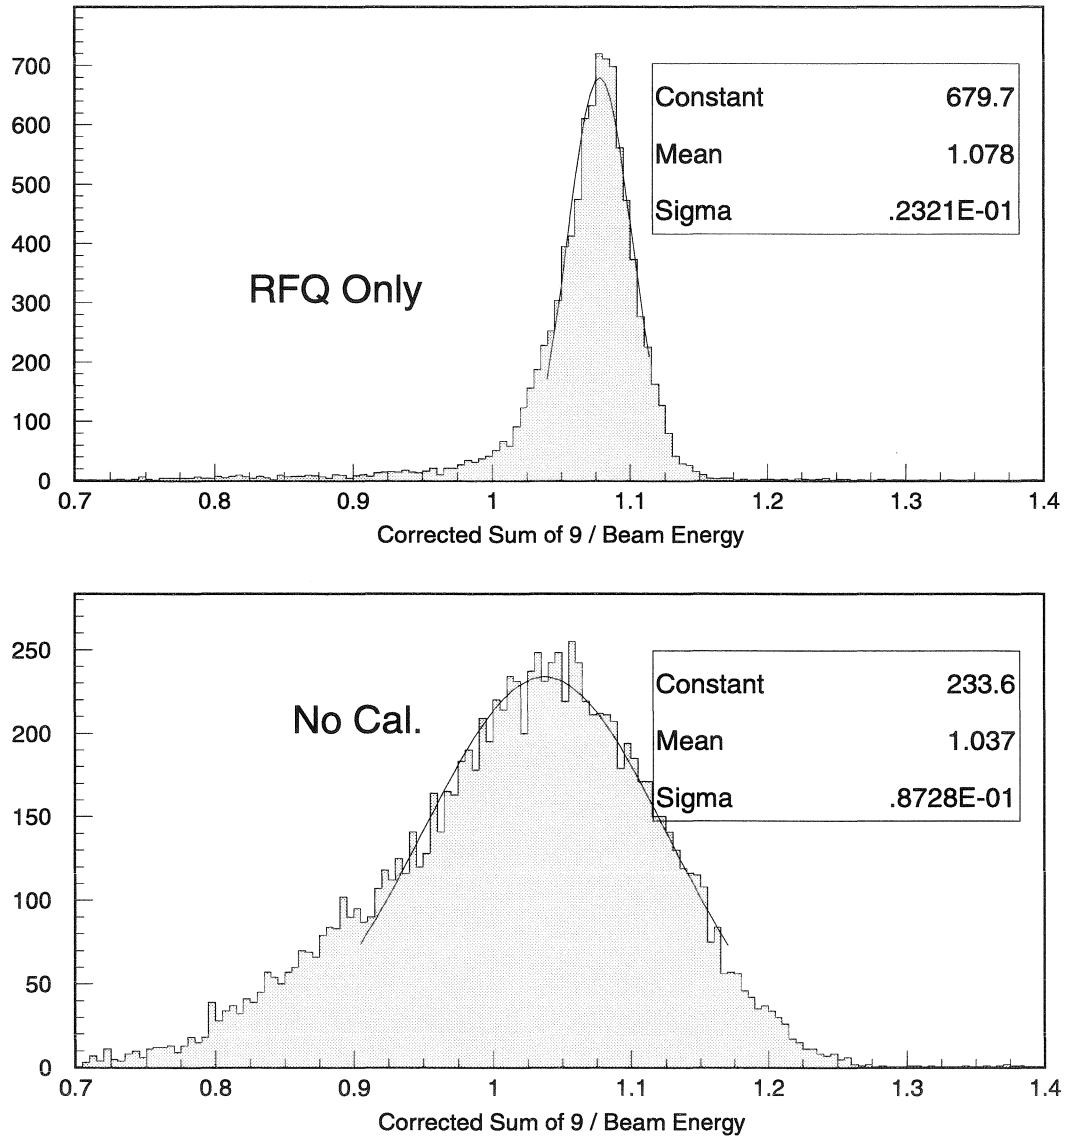 700
600
500
400
300
200
100
0
Constant 679.7
Mean 1.078
Sigma .2321E-01
RFQ Only
0.7 0.8 0.9 1 1.1 1.2 1.3 1.4
Corrected Sum of 9 / Beam Energy
250
200
150
100
50
0
Constant 233.6
Mean 1.037
Sigma .8728E-01
No Cal.
0.7 0.8 0.9 1 1.1 1.2 1.3 1.4
Corrected Sum of 9 / Beam Energy